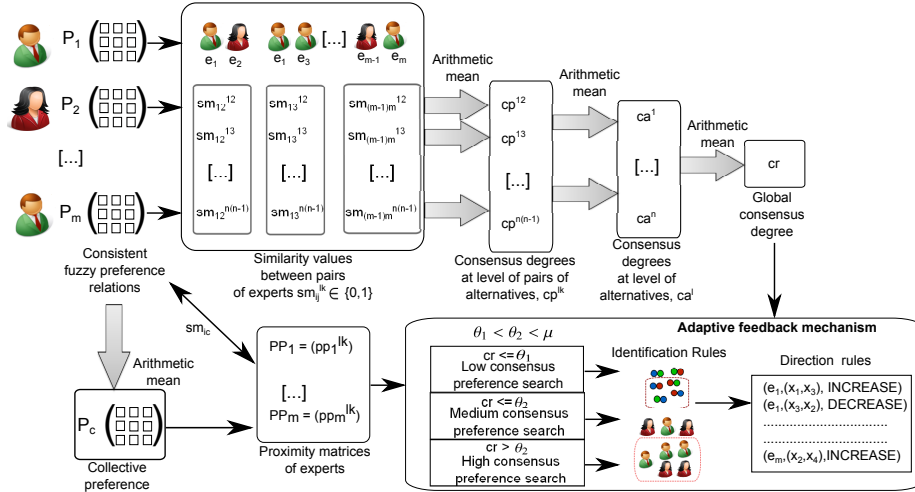 P1
P2
[...]
Pm
Consistent
fuzzy preference
relations
e1 e2
e1 e3
[...]
em-1 em
sm12^12
sm12^13
[...]
sm12^n(n-1)
sm13^12
sm13^13
[...]
sm13^n(n-1)
sm(m-1)m^12
sm(m-1)m^13
[...]
sm(m-1)m^n(n-1)
Similarity values
between pairs
of experts smij^lk ∈ {0,1}
Arithmetic
mean
cp^12
cp^13
[...]
cp^n(n-1)
Consensus degrees
at level of pairs of
alternatives, cp^lk
Arithmetic
mean
ca^1
[...]
ca^n
Consensus
degrees
at level of
alternatives, ca^l
Arithmetic
mean
cr
Global
consensus
degree
smic
Arithmetic
mean
Pc
Collective
preference
PP1 = (pp1^lk)
[...]
PPm = (ppm^lk)
Proximity matrices
of experts
θ1 < θ2 < μ
Adaptive feedback mechanism
cr <= θ1
Low consensus
preference search
cr <= θ2
Medium consensus
preference search
cr > θ2
High consensus
preference search
Identification Rules
Direction rules
(e1,(x1,x3), INCREASE)
(e1,(x3,x2), DECREASE)
................................
................................
(em,(x2,x4),INCREASE)